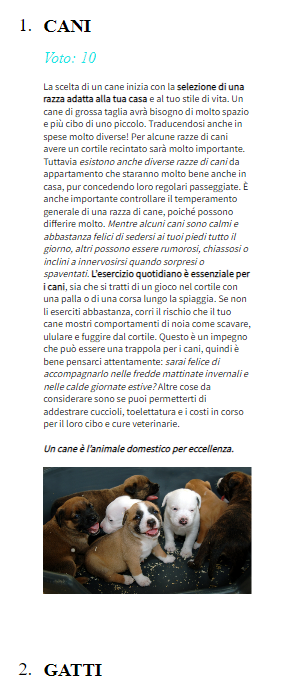 1. CANI
Voto: 10
La scelta di un cane inizia con la selezione di una
razza adatta alla tua casa e al tuo stile di vita. Un
cane di grossa taglia avrà bisogno di molto spazio
e più cibo di uno piccolo. Traducendosi anche in
spese molto diverse! Per alcune razze di cani
avere un cortile recintato sarà molto importante.
Tuttavia esistono anche diverse razze di cani da
appartamento che staranno molto bene anche in
casa, pur concedendo loro regolari passeggiate. È
anche importante controllare il temperamento
generale di una razza di cane, poiché possono
differire molto. Mentre alcuni cani sono calmi e
abbastanza felici di sedersi ai tuoi piedi tutto il
giorno, altri possono essere rumorosi, chiassosi o
inclini a innervosirsi quando sorpresi o
spaventati. L'esercizio quotidiano è essenziale per
i cani, sia che si tratti di un gioco nel cortile con
una palla o di una corsa lungo la spiaggia. Se non
li eserciti abbastanza, corri il rischio che il tuo
cane mostri comportamenti di noia come scavare,
ululare e fuggire dal cortile. Questo è un impegno
che può essere una trappola per i cani, quindi è
bene pensarci attentamente: sarai felice di
accompagnarlo nelle fredde mattinate invernali e
nelle calde giornate estive? Altre cose da
considerare sono se puoi permetterti di
addestrare cuccioli, toelettatura e i costi in corso
per il loro cibo e cure veterinarie.
Un cane è l'animale domestico per eccellenza.
2. GATTI